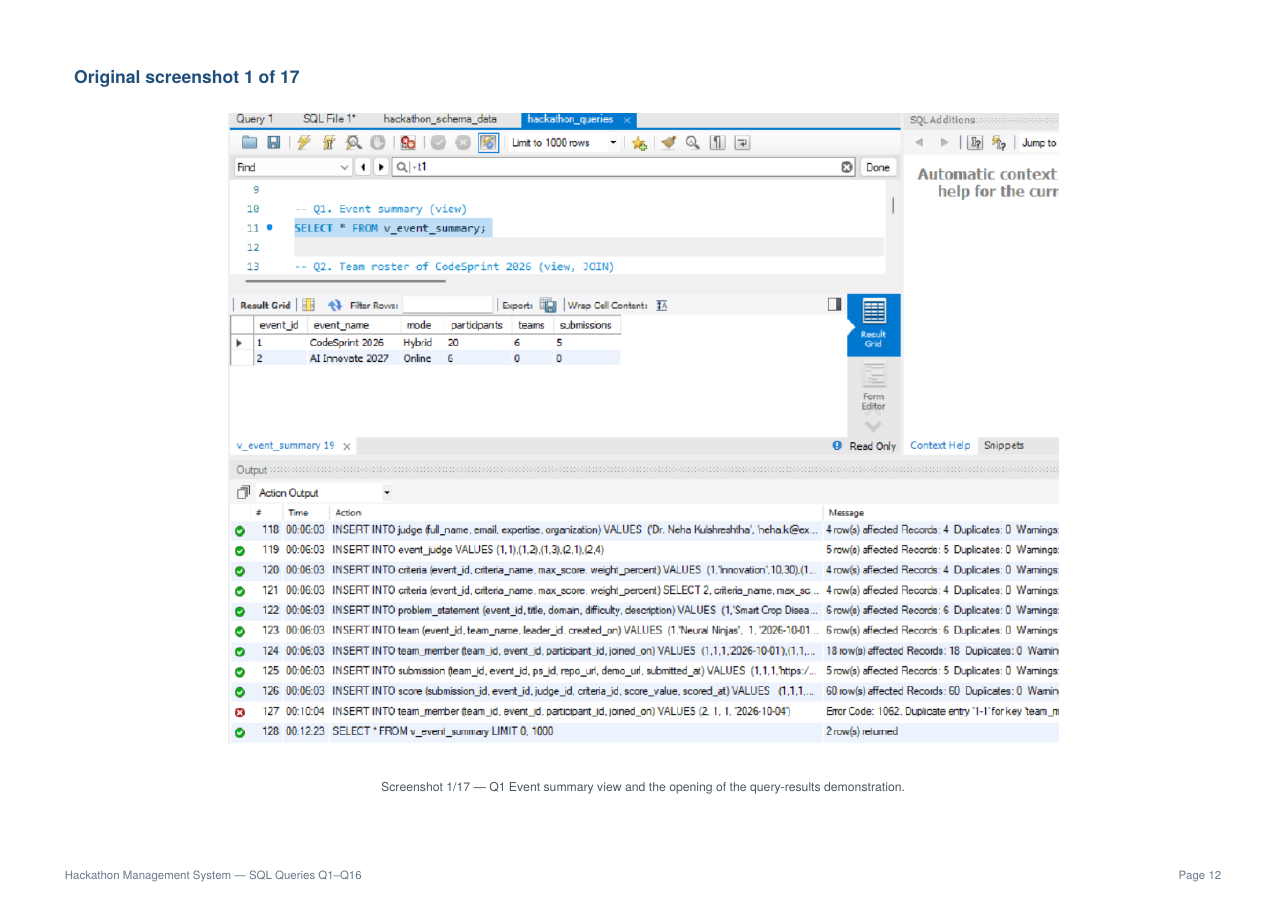 Original screenshot 1 of 17
Query 1 SQL File 1* hackathon_schema_data hackathon_queries ×
SQLAdditions
Limit to 1000 rows
Jump to
Find
t1
Done
Automatic context
help for the curr
9
10 -- Q1. Event summary (view)
11 SELECT * FROM v_event_summary;
12
13 -- Q2. Team roster of CodeSprint 2026 (view, JOIN)
Result Grid Filter Rows: Export: Wrap Cell Content:
event_id event_name mode participants teams submissions
1 CodeSprint 2026 Hybrid 20 6 5
2 AI Innovate 2027 Online 6 0 0
Result
Grid
Form
Editor
v_event_summary 19 ×
Read Only
Context Help Snippets
Output
Action Output
# Time Action Message
118 00:06:03 INSERT INTO judge (full_name, email, expertise, organization) VALUES ('Dr. Neha Kulshreshtha', 'neha.k@ex... 4 row(s) affected Records: 4 Duplicates: 0 Warnings:
119 00:06:03 INSERT INTO event_judge VALUES (1,1),(1,2),(1,3),(2,1),(2,4) 5 row(s) affected Records: 5 Duplicates: 0 Warnings:
120 00:06:03 INSERT INTO criteria (event_id, criteria_name, max_score, weight_percent) VALUES (1,'Innovation',10,30),(1... 4 row(s) affected Records: 4 Duplicates: 0 Warnings:
121 00:06:03 INSERT INTO criteria (event_id, criteria_name, max_score, weight_percent) SELECT 2, criteria_name, max_sc... 4 row(s) affected Records: 4 Duplicates: 0 Warnings:
122 00:06:03 INSERT INTO problem_statement (event_id, title, domain, difficulty, description) VALUES (1,'Smart Crop Disea... 6 row(s) affected Records: 6 Duplicates: 0 Warnings:
123 00:06:03 INSERT INTO team (event_id, team_name, leader_id, created_on) VALUES (1,'Neural Ninjas', 1, '2026-10-01... 6 row(s) affected Records: 6 Duplicates: 0 Warnings:
124 00:06:03 INSERT INTO team_member (team_id, event_id, participant_id, joined_on) VALUES (1,1,1,'2026-10-01'),(1,1,... 18 row(s) affected Records: 18 Duplicates: 0 Warnin
125 00:06:03 INSERT INTO submission (team_id, event_id, ps_id, repo_url, demo_url, submitted_at) VALUES (1,1,1,'https:/... 5 row(s) affected Records: 5 Duplicates: 0 Warnings:
126 00:06:03 INSERT INTO score (submission_id, event_id, judge_id, criteria_id, score_value, scored_at) VALUES (1,1,1,... 60 row(s) affected Records: 60 Duplicates: 0 Warnin
127 00:10:04 INSERT INTO team_member (team_id, event_id, participant_id, joined_on) VALUES (2, 1, 1, '2026-10-04') Error Code: 1062. Duplicate entry '1-1' for key 'team_m
128 00:12:23 SELECT * FROM v_event_summary LIMIT 0, 1000 2 row(s) returned
Screenshot 1/17 — Q1 Event summary view and the opening of the query-results demonstration.
Hackathon Management System — SQL Queries Q1–Q16 Page 12